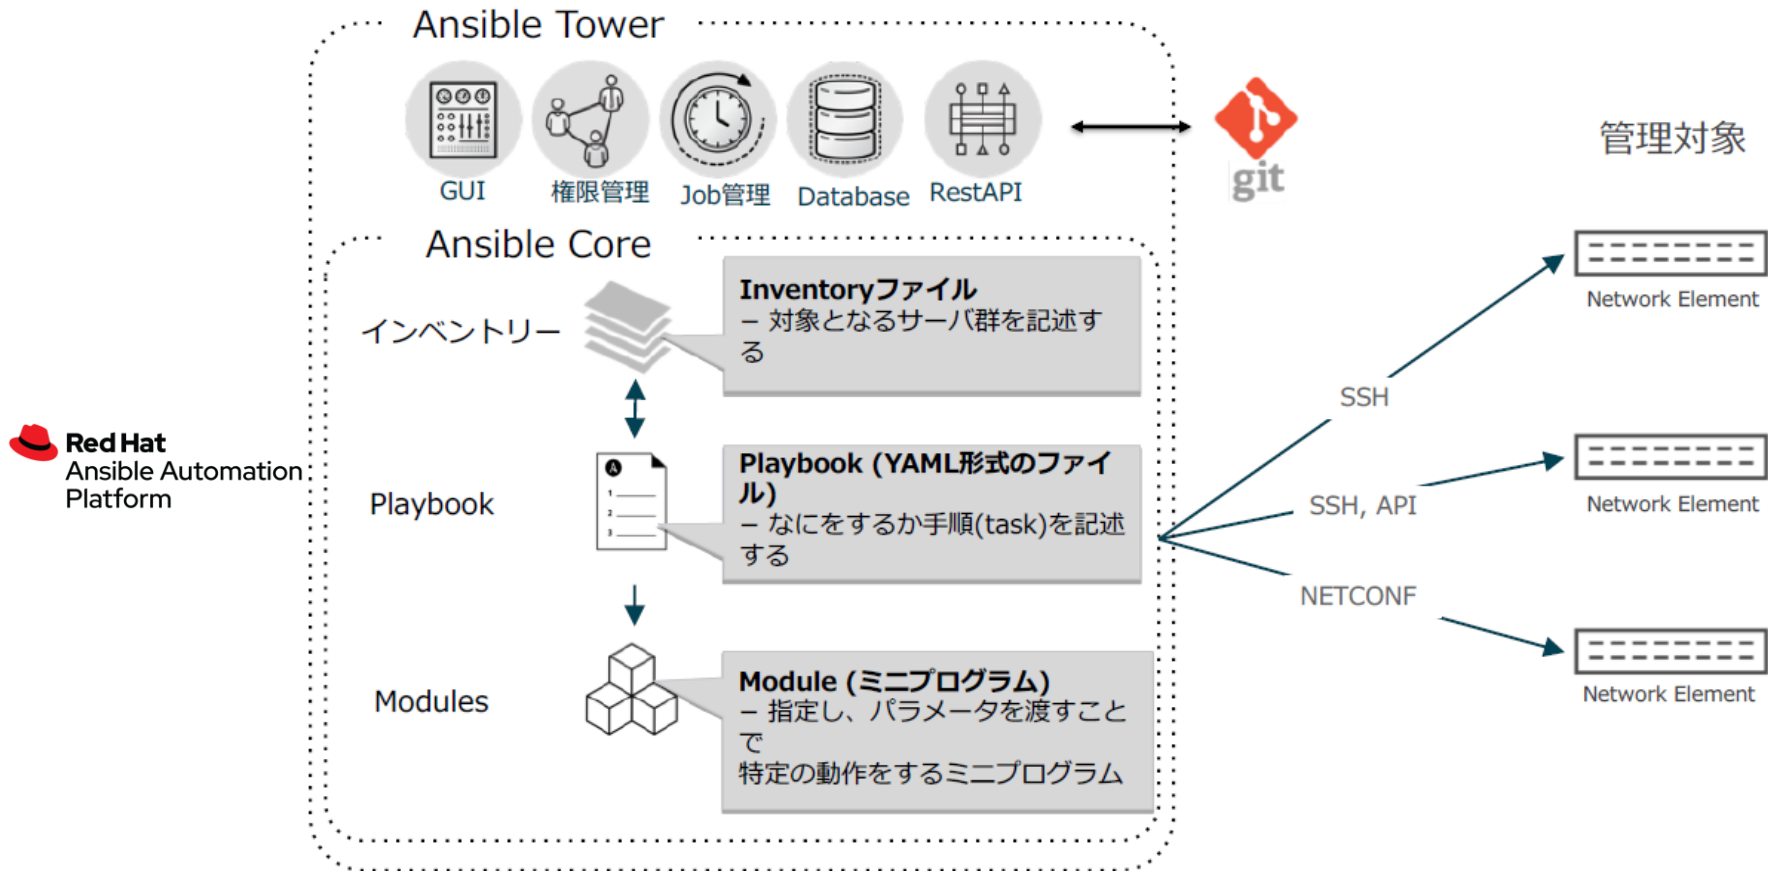 Ansible Tower
GUI
権限管理
Job管理
Database
RestAPI
git
管理対象
Ansible Core
インベントリー
Inventoryファイル
– 対象となるサーバ群を記述す
る
Network Element
SSH
Red Hat
Ansible Automation
Platform
Playbook
A
1
2
3
Playbook (YAML形式のファイ
ル)
– なにをするか手順(task)を記述
する
SSH, API
Network Element
NETCONF
Modules
Module (ミニプログラム)
– 指定し、パラメータを渡すこと
で
特定の動作をするミニプログラム
Network Element